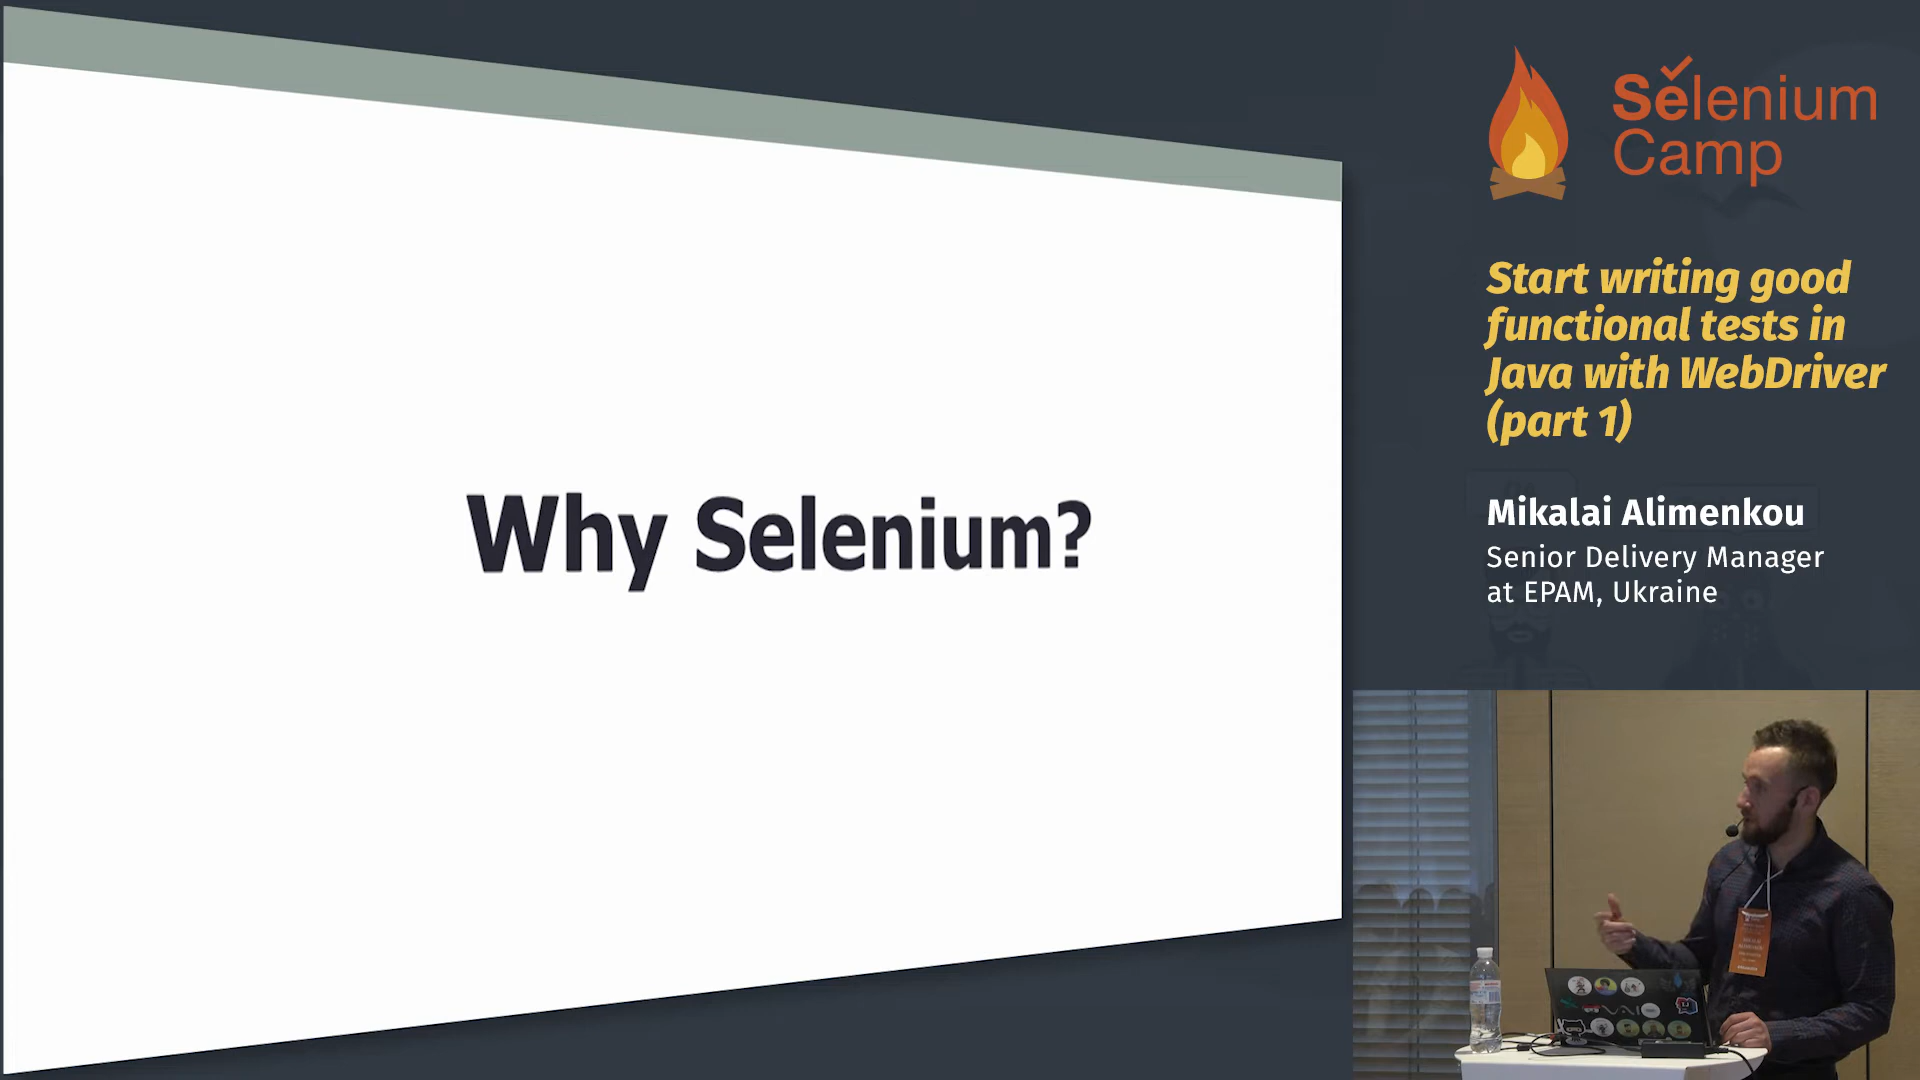 Why Selenium?
Selenium
Camp
Start writing good
functional tests in
Java with WebDriver
(part 1)
Mikalai Alimenkou
Senior Delivery Manager
at EPAM, Ukraine